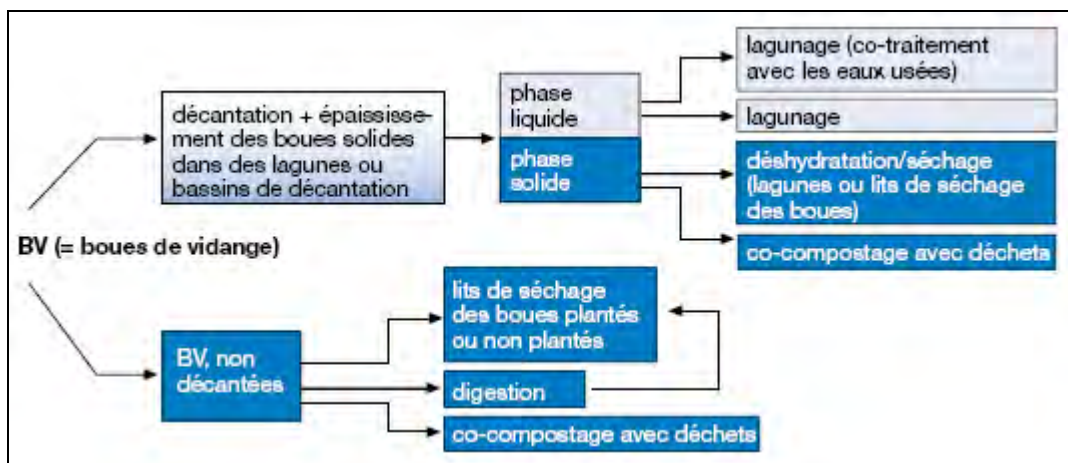 décantation + épaississe-
ment des boues solides
dans des lagunes ou
bassins de décantation
phase
liquide
phase
solide
lagunage (co-traitement
avec les eaux usées)
lagunage
déshydratation/séchage
(lagunes ou lits de séchage
des boues)
co-compostage avec déchets
BV (= boues de vidange)
BV, non
décantées
lits de séchage
des boues plantés
ou non plantés
digestion
co-compostage avec déchets